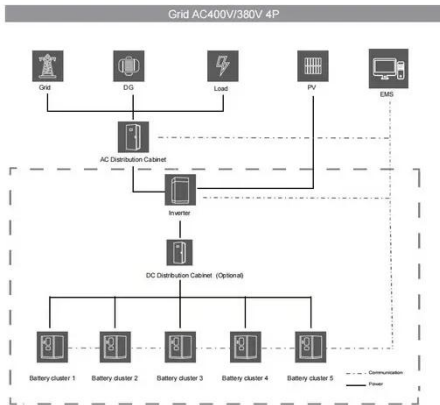 Grid AC400V/380V 4P
Grid
DG
Load
PV
EMS
AC Distribution Cabinet
Inverter
DC Distribution Cabinet (Optional)
Battery cluster 1
Battery cluster 2
Battery cluster 3
Battery cluster 4
Battery cluster 5
Communication
Power